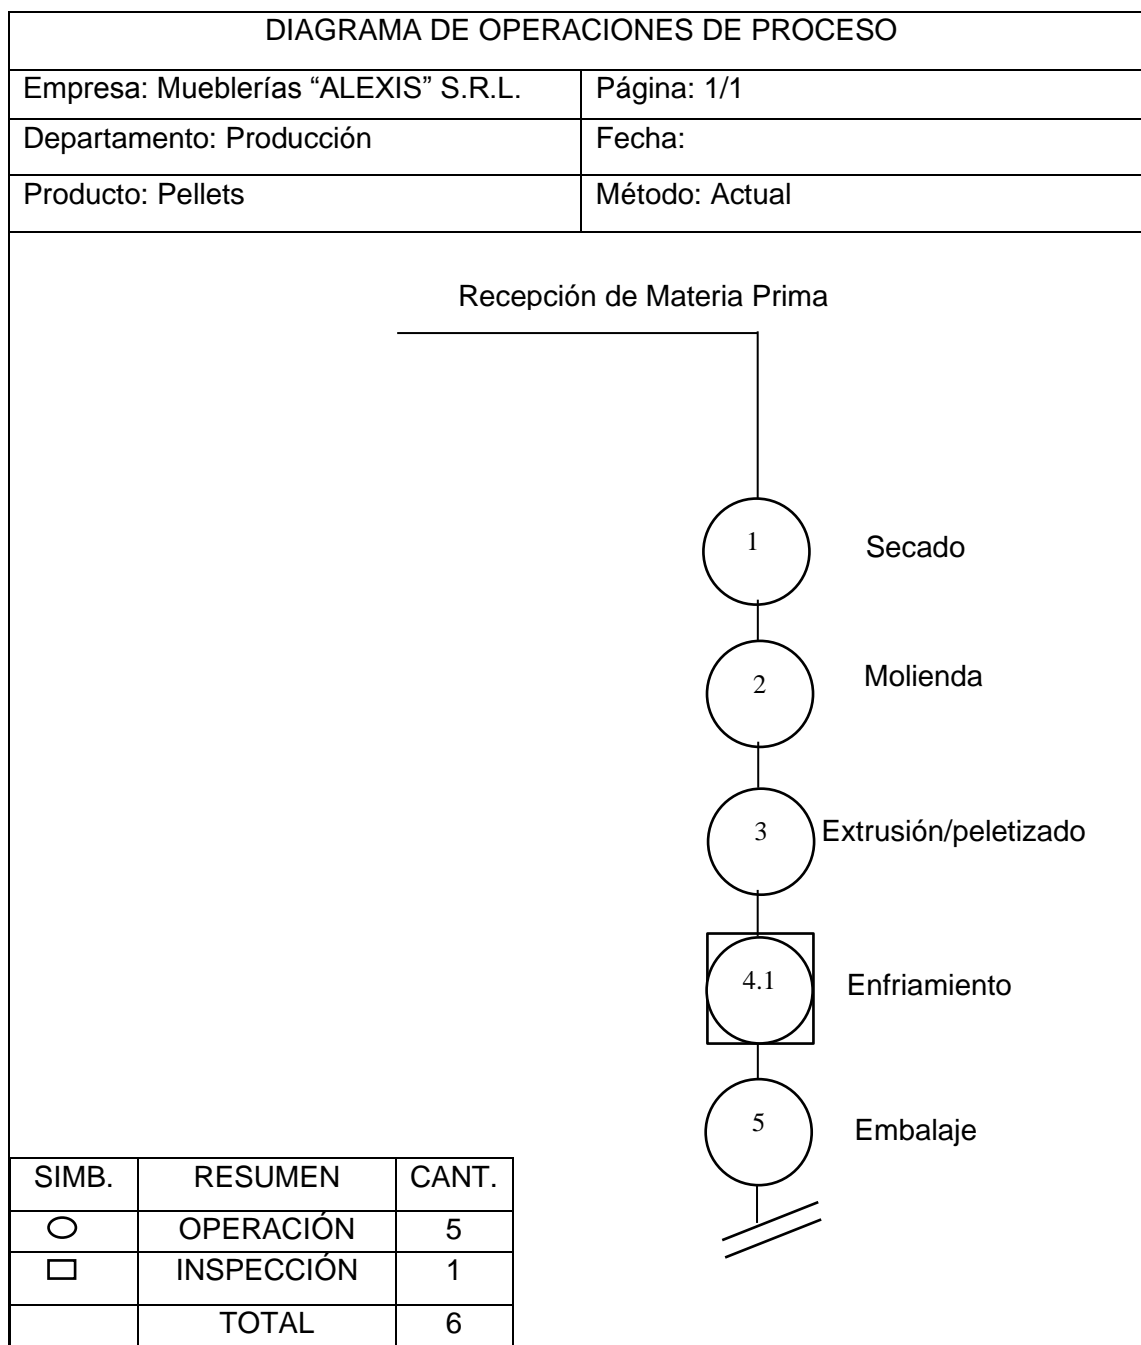 DIAGRAMA DE OPERACIONES DE PROCESO
Empresa: Mueblerías “ALEXIS” S.R.L.
Página: 1/1
Departamento: Producción
Fecha:
Producto: Pellets
Método: Actual
Recepción de Materia Prima
1
Secado
2
Molienda
3
Extrusión/peletizado
4.1
Enfriamiento
5
Embalaje
SIMB. RESUMEN CANT.
OPERACIÓN 5
INSPECCIÓN 1
TOTAL 6